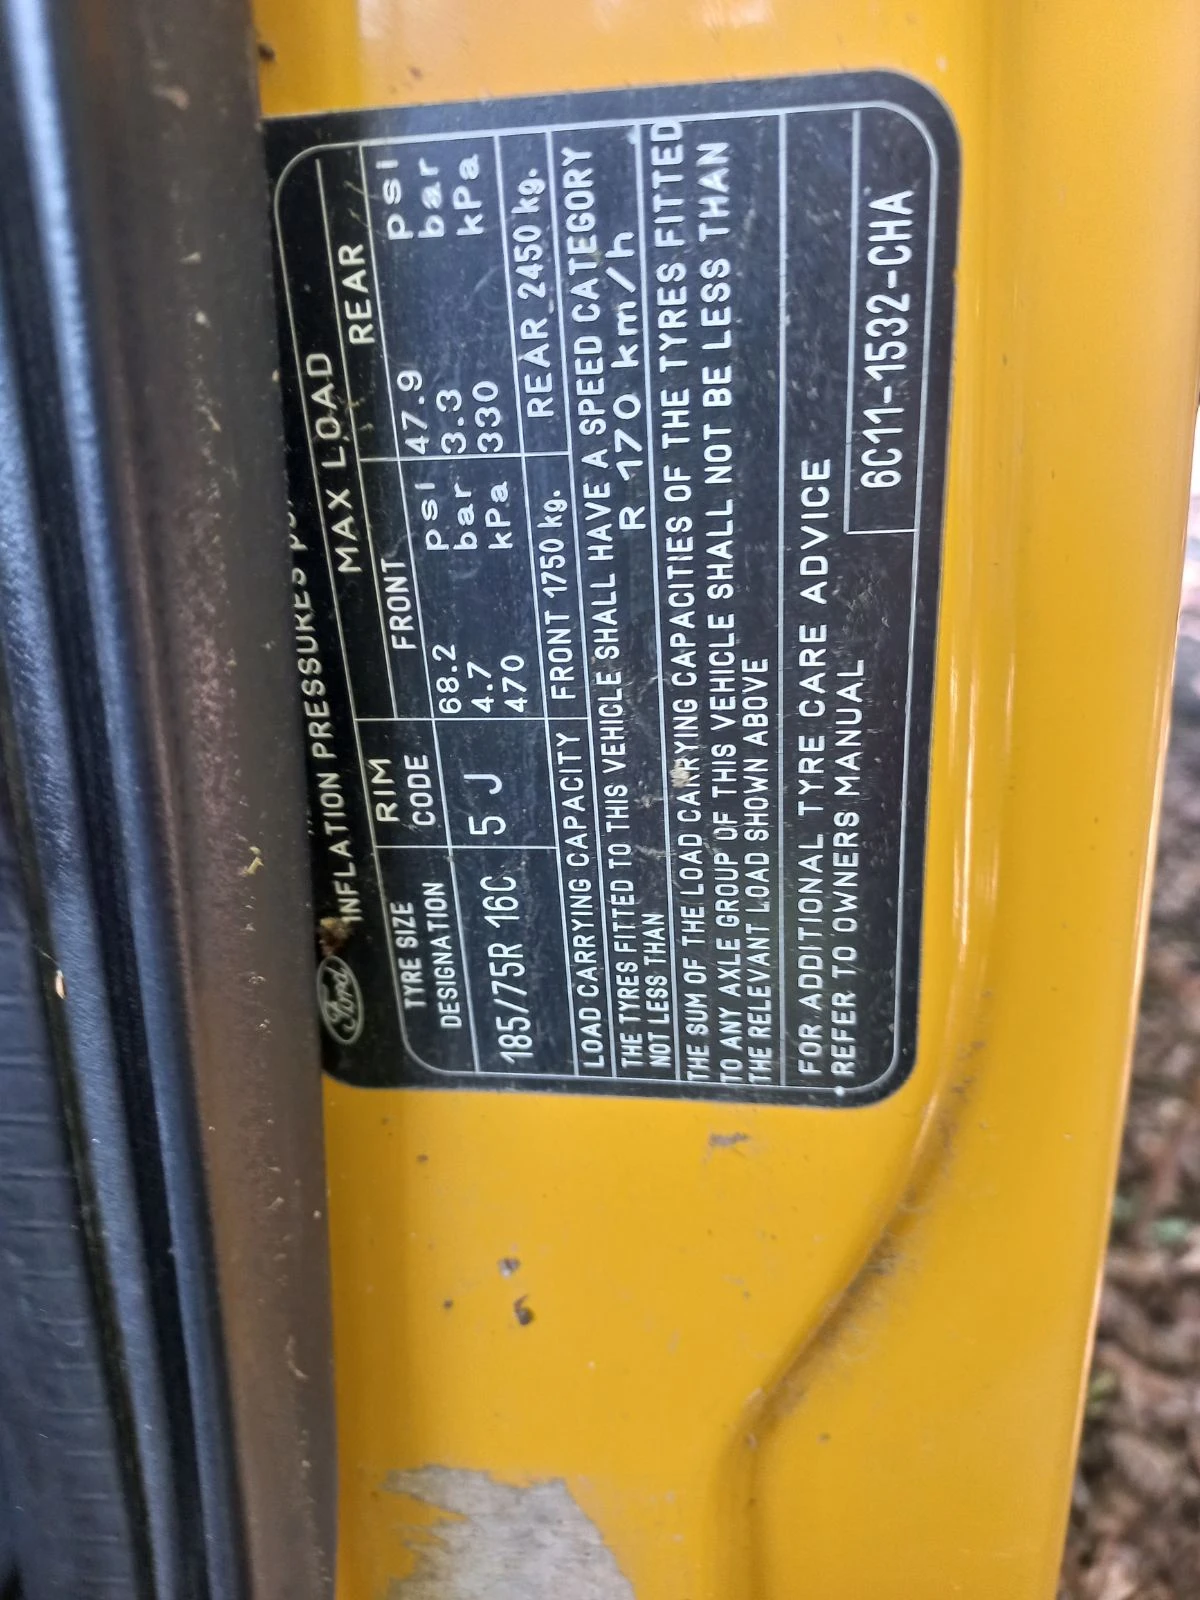 Ford INFLATION PRESSURES
MAX LOAD
TYRE SIZE DESIGNATION
RIM CODE
FRONT
REAR
185/75R 16C
5 J
68.2 psi
4.7 bar
470 kPa
47.9 psi
3.3 bar
330 kPa
LOAD CARRYING CAPACITY FRONT 1750 kg. REAR 2450 kg.
THE TYRES FITTED TO THIS VEHICLE SHALL HAVE A SPEED CATEGORY
NOT LESS THAN R 170 km/h
THE SUM OF THE LOAD CARRYING CAPACITIES OF THE TYRES FITTED
TO ANY AXLE GROUP OF THIS VEHICLE SHALL NOT BE LESS THAN
THE RELEVANT LOAD SHOWN ABOVE
FOR ADDITIONAL TYRE CARE ADVICE
REFER TO OWNERS MANUAL
6C11-1532-CHA